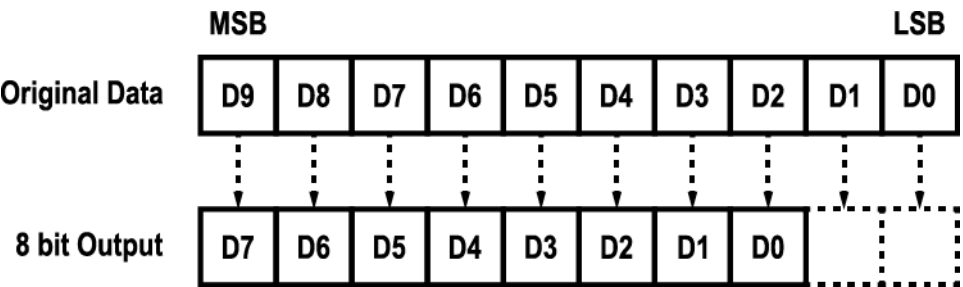 MSB LSB
Original Data D9 D8 D7 D6 D5 D4 D3 D2 D1 D0
8 bit Output D7 D6 D5 D4 D3 D2 D1 D0